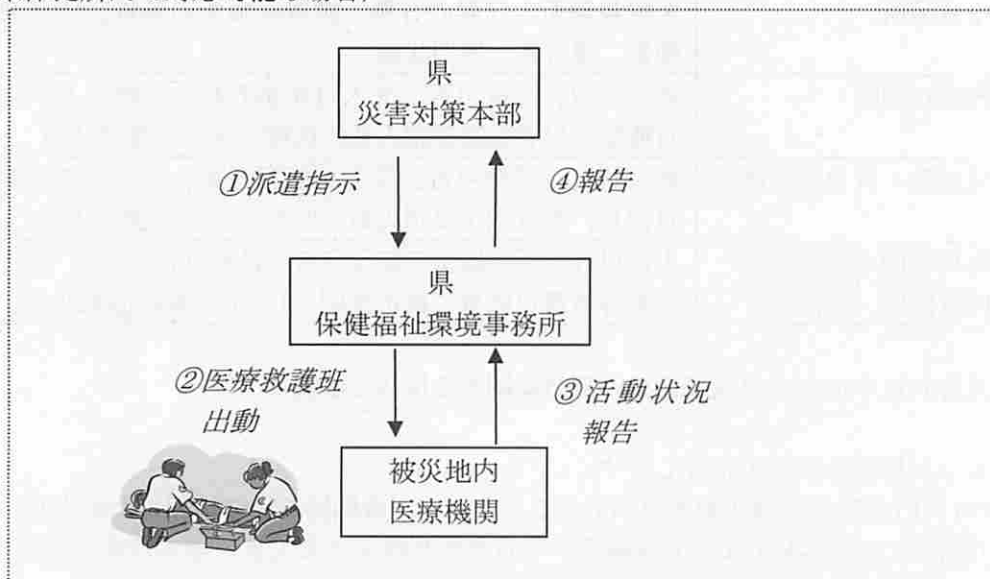 県
災害対策本部
①派遣指示
④報告
県
保健福祉環境事務所
②医療救護班
出動
③活動状況
報告
被災地内
医療機関